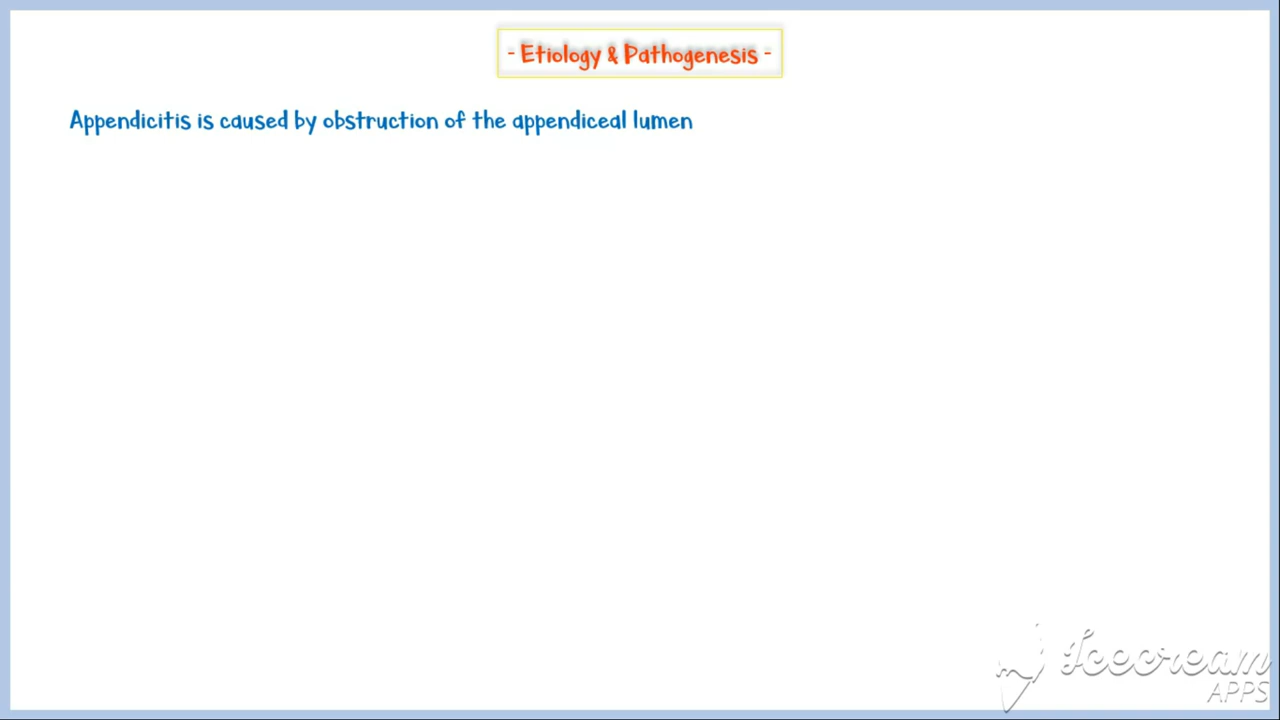 - Etiology & Pathogenesis -
Appendicitis is caused by obstruction of the appendiceal lumen
Icecream
APPS